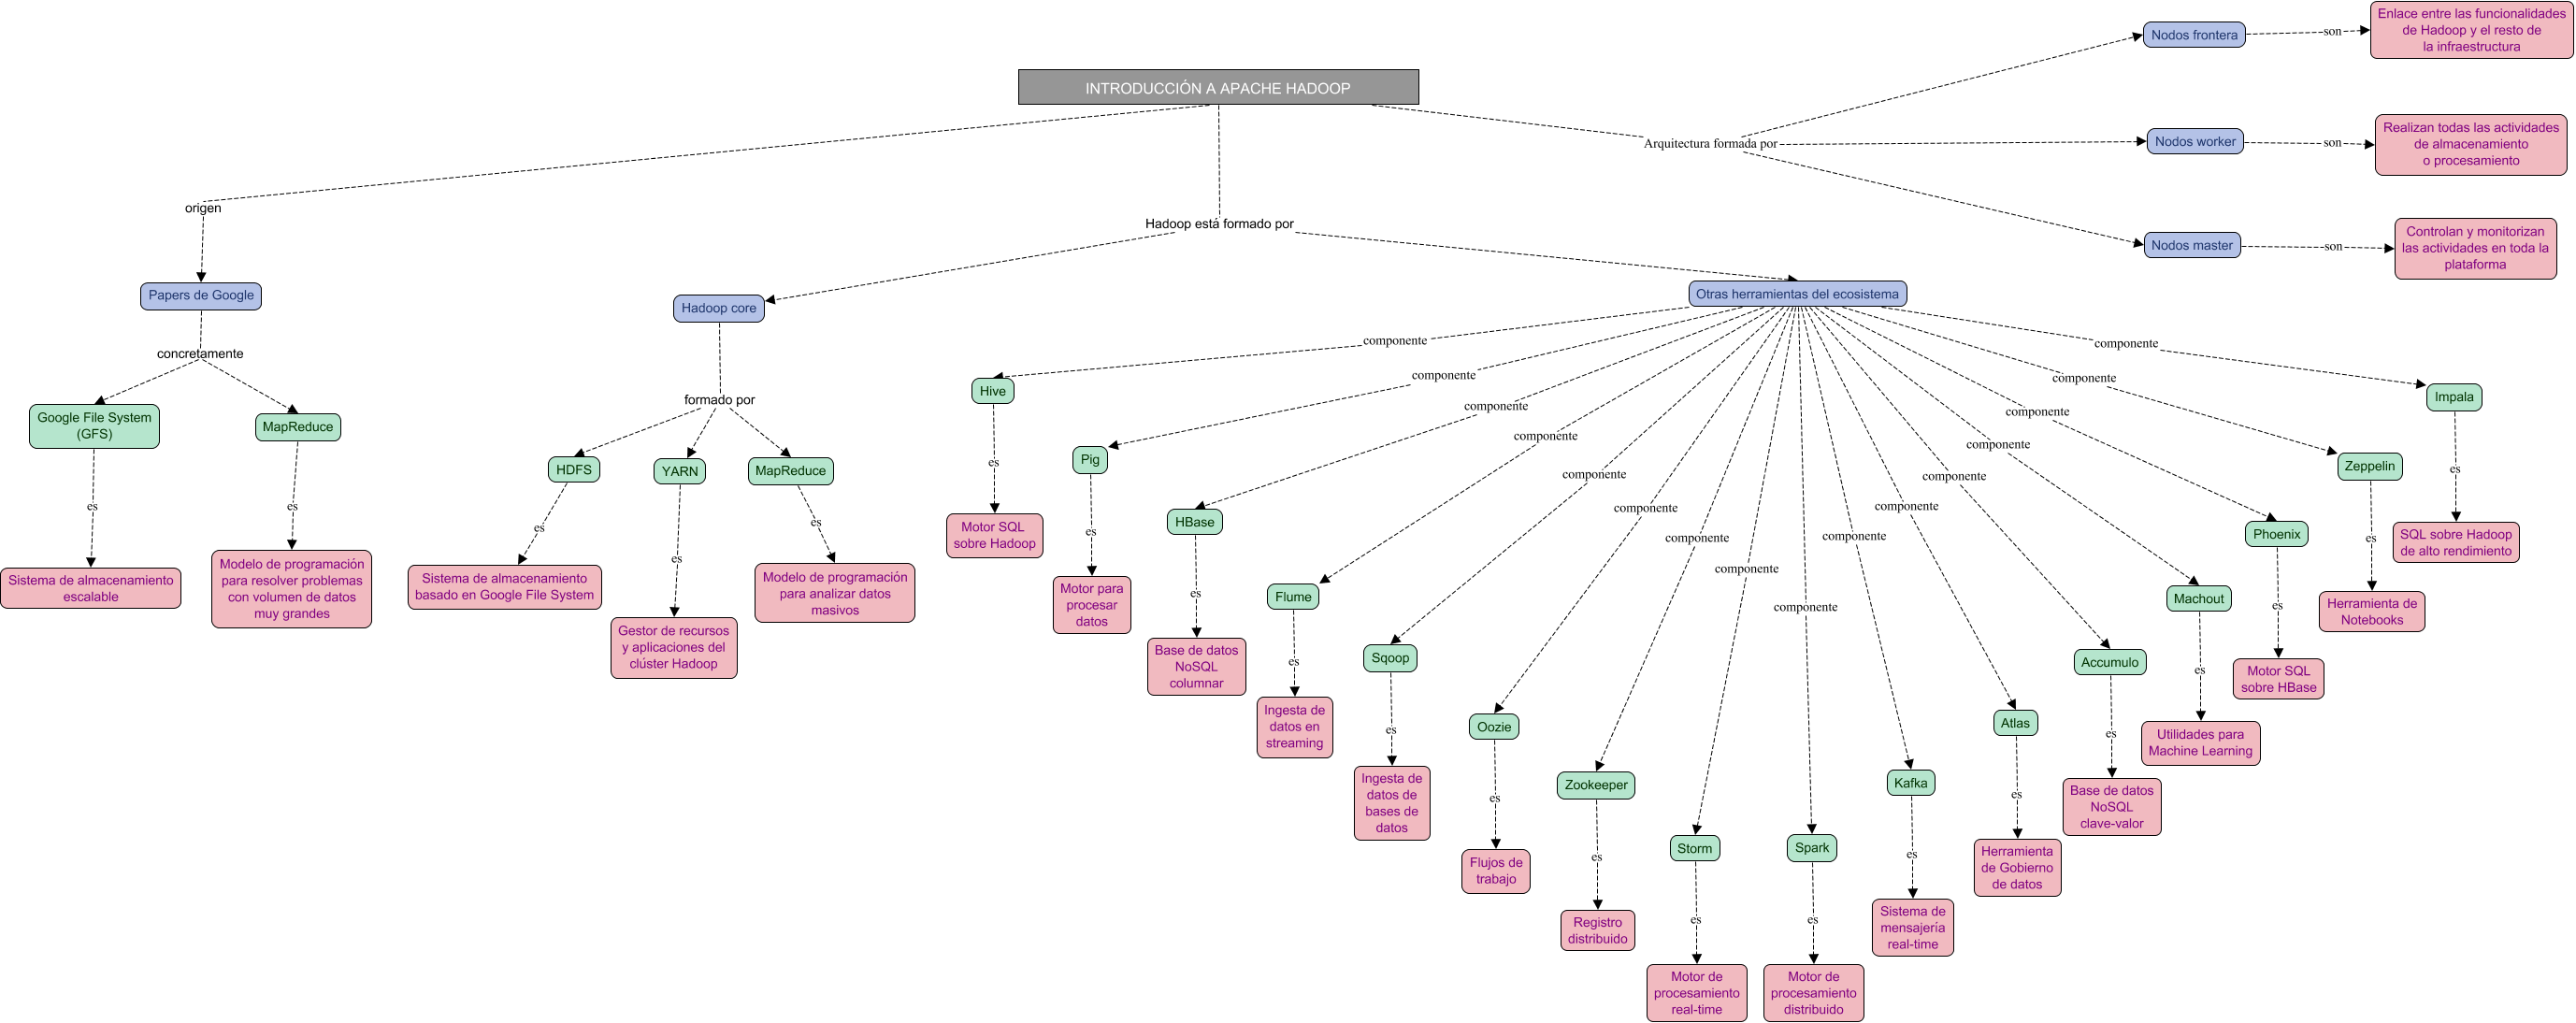 INTRODUCCIÓN A APACHE HADOOP
origen
Papers de Google
concretamente
Google File System
(GFS)
es
Sistema de almacenamiento
escalable
MapReduce
es
Modelo de programación
para resolver problemas
con volumen de datos
muy grandes
Hadoop está formado por
Hadoop core
formado por
HDFS
es
Sistema de almacenamiento
basado en Google File System
YARN
es
Gestor de recursos
y aplicaciones del
clúster Hadoop
MapReduce
es
Modelo de programación
para analizar datos
masivos
Otras herramientas del ecosistema
componente
Hive
es
Motor SQL
sobre Hadoop
componente
Pig
es
Motor para
procesar
datos
componente
HBase
es
Base de datos
NoSQL
columnar
componente
Flume
es
Ingesta de
datos en
streaming
componente
Sqoop
es
Ingesta de
datos de
bases de
datos
componente
Oozie
es
Flujos de
trabajo
componente
Zookeeper
es
Registro
distribuido
componente
Storm
es
Motor de
procesamiento
real-time
componente
Spark
es
Motor de
procesamiento
distribuido
componente
Kafka
es
Sistema de
mensajería
real-time
componente
Atlas
es
Herramienta
de Gobierno
de datos
componente
Accumulo
es
Base de datos
NoSQL
clave-valor
componente
Machout
es
Utilidades para
Machine Learning
componente
Phoenix
es
Motor SQL
sobre HBase
componente
Zeppelin
es
Herramienta de
Notebooks
componente
Impala
es
SQL sobre Hadoop
de alto rendimiento
Arquitectura formada por
Nodos frontera
son
Enlace entre las funcionalidades
de Hadoop y el resto de
la infraestructura
Nodos worker
son
Realizan todas las actividades
de almacenamiento
o procesamiento
Nodos master
son
Controlan y monitorizan
las actividades en toda la
plataforma